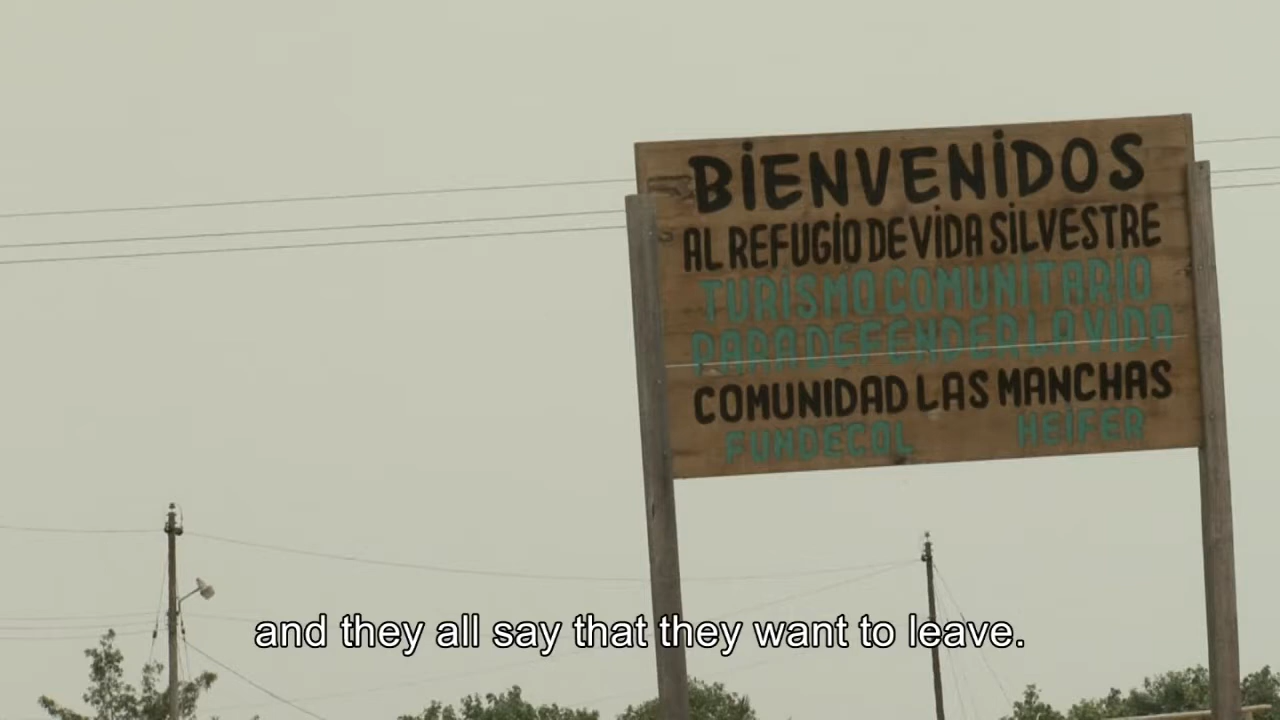 BIENVENIDOS
AL REFUGIO DE VIDA SILVESTRE
TURISMO COMUNITARIO
PARA DEFENDER LA VIDA
COMUNIDAD LAS MANCHAS
FUNDECOL HEIFER
and they all say that they want to leave.